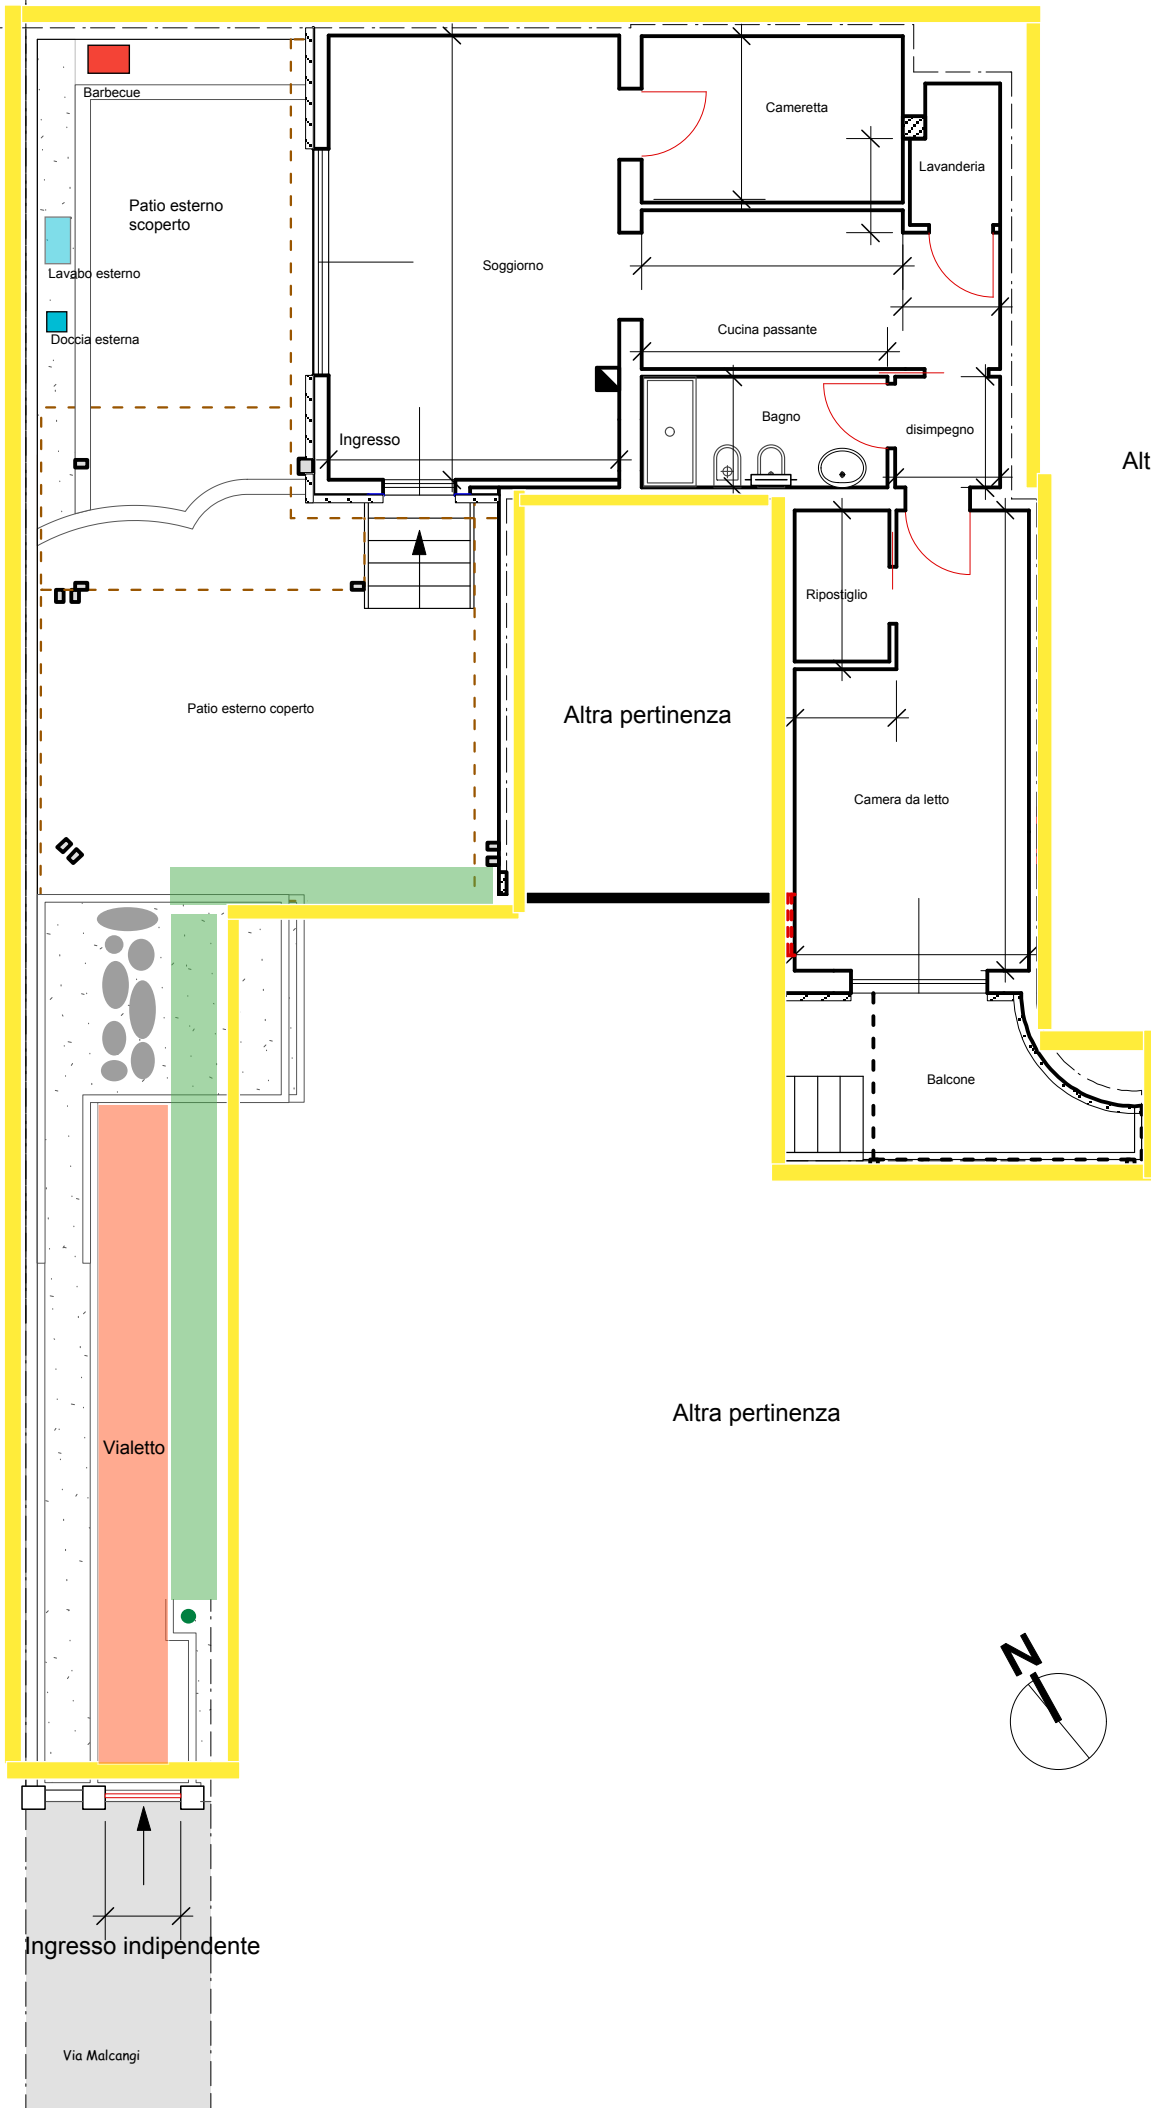 Barbecue
Cameretta
Lavanderia
Patio esterno
scoperto
Soggiorno
Lavabo esterno
Cucina passante
Doccia esterna
Bagno
disimpegno
Ingresso
Alt
Ripostiglio
Patio esterno coperto
Altra pertinenza
Camera da letto
Balcone
Altra pertinenza
Vialetto
N
Ingresso indipendente
Via Malcangi